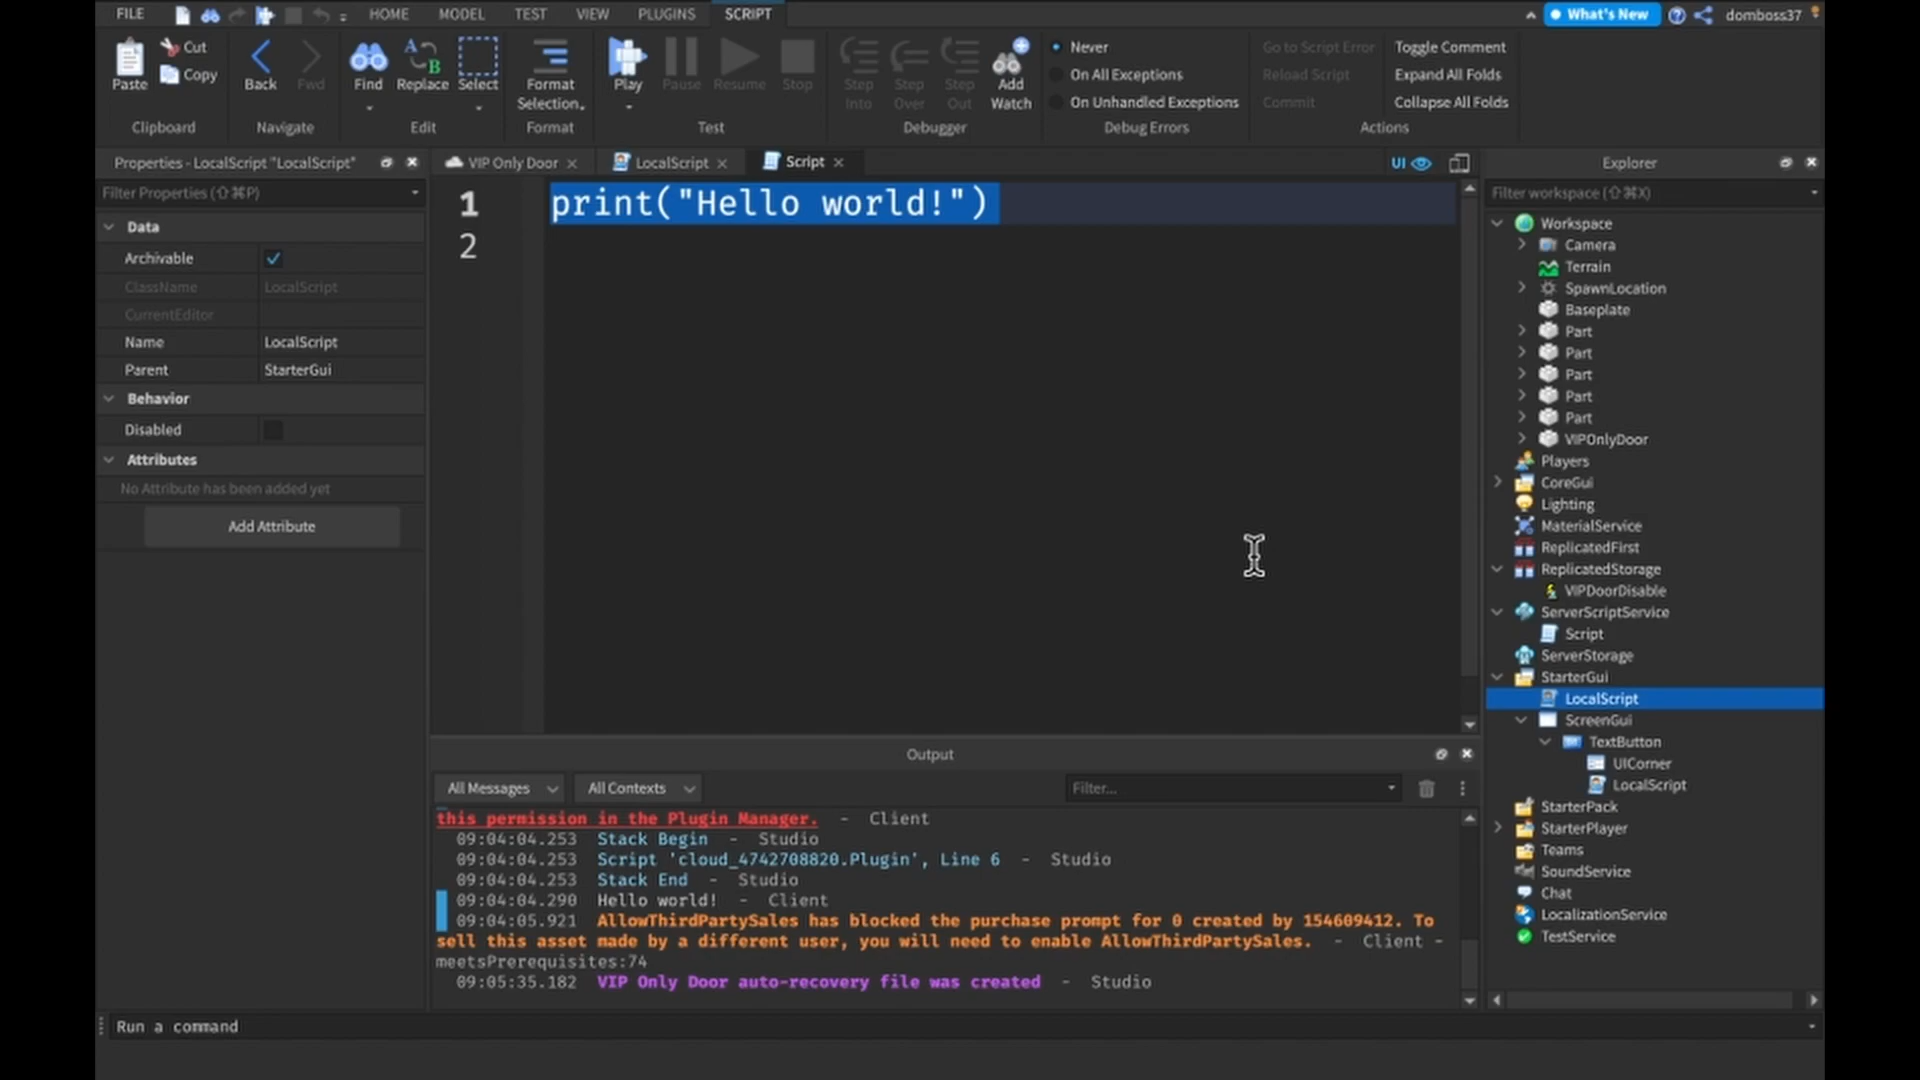 FILE HOME MODEL TEST VIEW PLUGINS SCRIPT What's New domboss37
Paste Cut Copy Back Fwd Find Replace Select Format Selection Play Pause Resume Stop Step Into Step Over Step Out Add Watch
Never
On All Exceptions
On Unhandled Exceptions
Go to Script Error
Reload Script
Commit
Toggle Comment
Expand All Folds
Collapse All Folds
Clipboard Navigate Edit Format Test Debugger Debug Errors Actions
Properties - LocalScript "LocalScript"
Filter Properties (⇧⌘P)
Data
Archivable
ClassName LocalScript
CurrentEditor
Name LocalScript
Parent StarterGui
Behavior
Disabled
Attributes
No Attribute has been added yet
Add Attribute
VIP Only Door LocalScript Script UI
1 print("Hello world!")
2
Output
All Messages All Contexts Filter...
this permission in the Plugin Manager. - Client
09:04:04.253 Stack Begin - Studio
09:04:04.253 Script 'cloud_4742708820.Plugin', Line 6 - Studio
09:04:04.253 Stack End - Studio
09:04:04.290 Hello world! - Client
09:04:05.921 AllowThirdPartySales has blocked the purchase prompt for 0 created by 154609412. To
sell this asset made by a different user, you will need to enable AllowThirdPartySales. - Client -
meetsPrerequisites:74
09:05:35.182 VIP Only Door auto-recovery file was created - Studio
Explorer
Filter workspace (⇧⌘X)
Workspace
Camera
Terrain
SpawnLocation
Baseplate
Part
Part
Part
Part
Part
VIPOnlyDoor
Players
CoreGui
Lighting
MaterialService
ReplicatedFirst
ReplicatedStorage
VIPDoorDisable
ServerScriptService
Script
ServerStorage
StarterGui
LocalScript
ScreenGui
TextButton
UICorner
LocalScript
StarterPack
StarterPlayer
Teams
SoundService
Chat
LocalizationService
TestService
Run a command